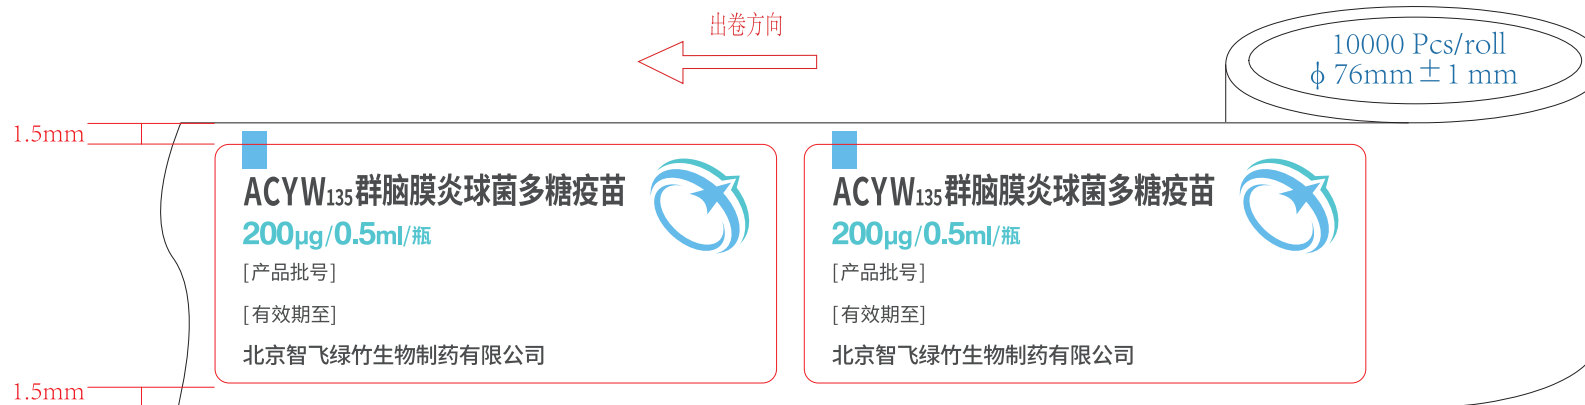 出卷方向
10000 Pcs/roll
ϕ 76mm ± 1 mm
1.5mm
ACYW135群脑膜炎球菌多糖疫苗
200μg/0.5ml/瓶
[产品批号]
[有效期至]
北京智飞绿竹生物制药有限公司
ACYW135群脑膜炎球菌多糖疫苗
200μg/0.5ml/瓶
[产品批号]
[有效期至]
北京智飞绿竹生物制药有限公司
1.5mm